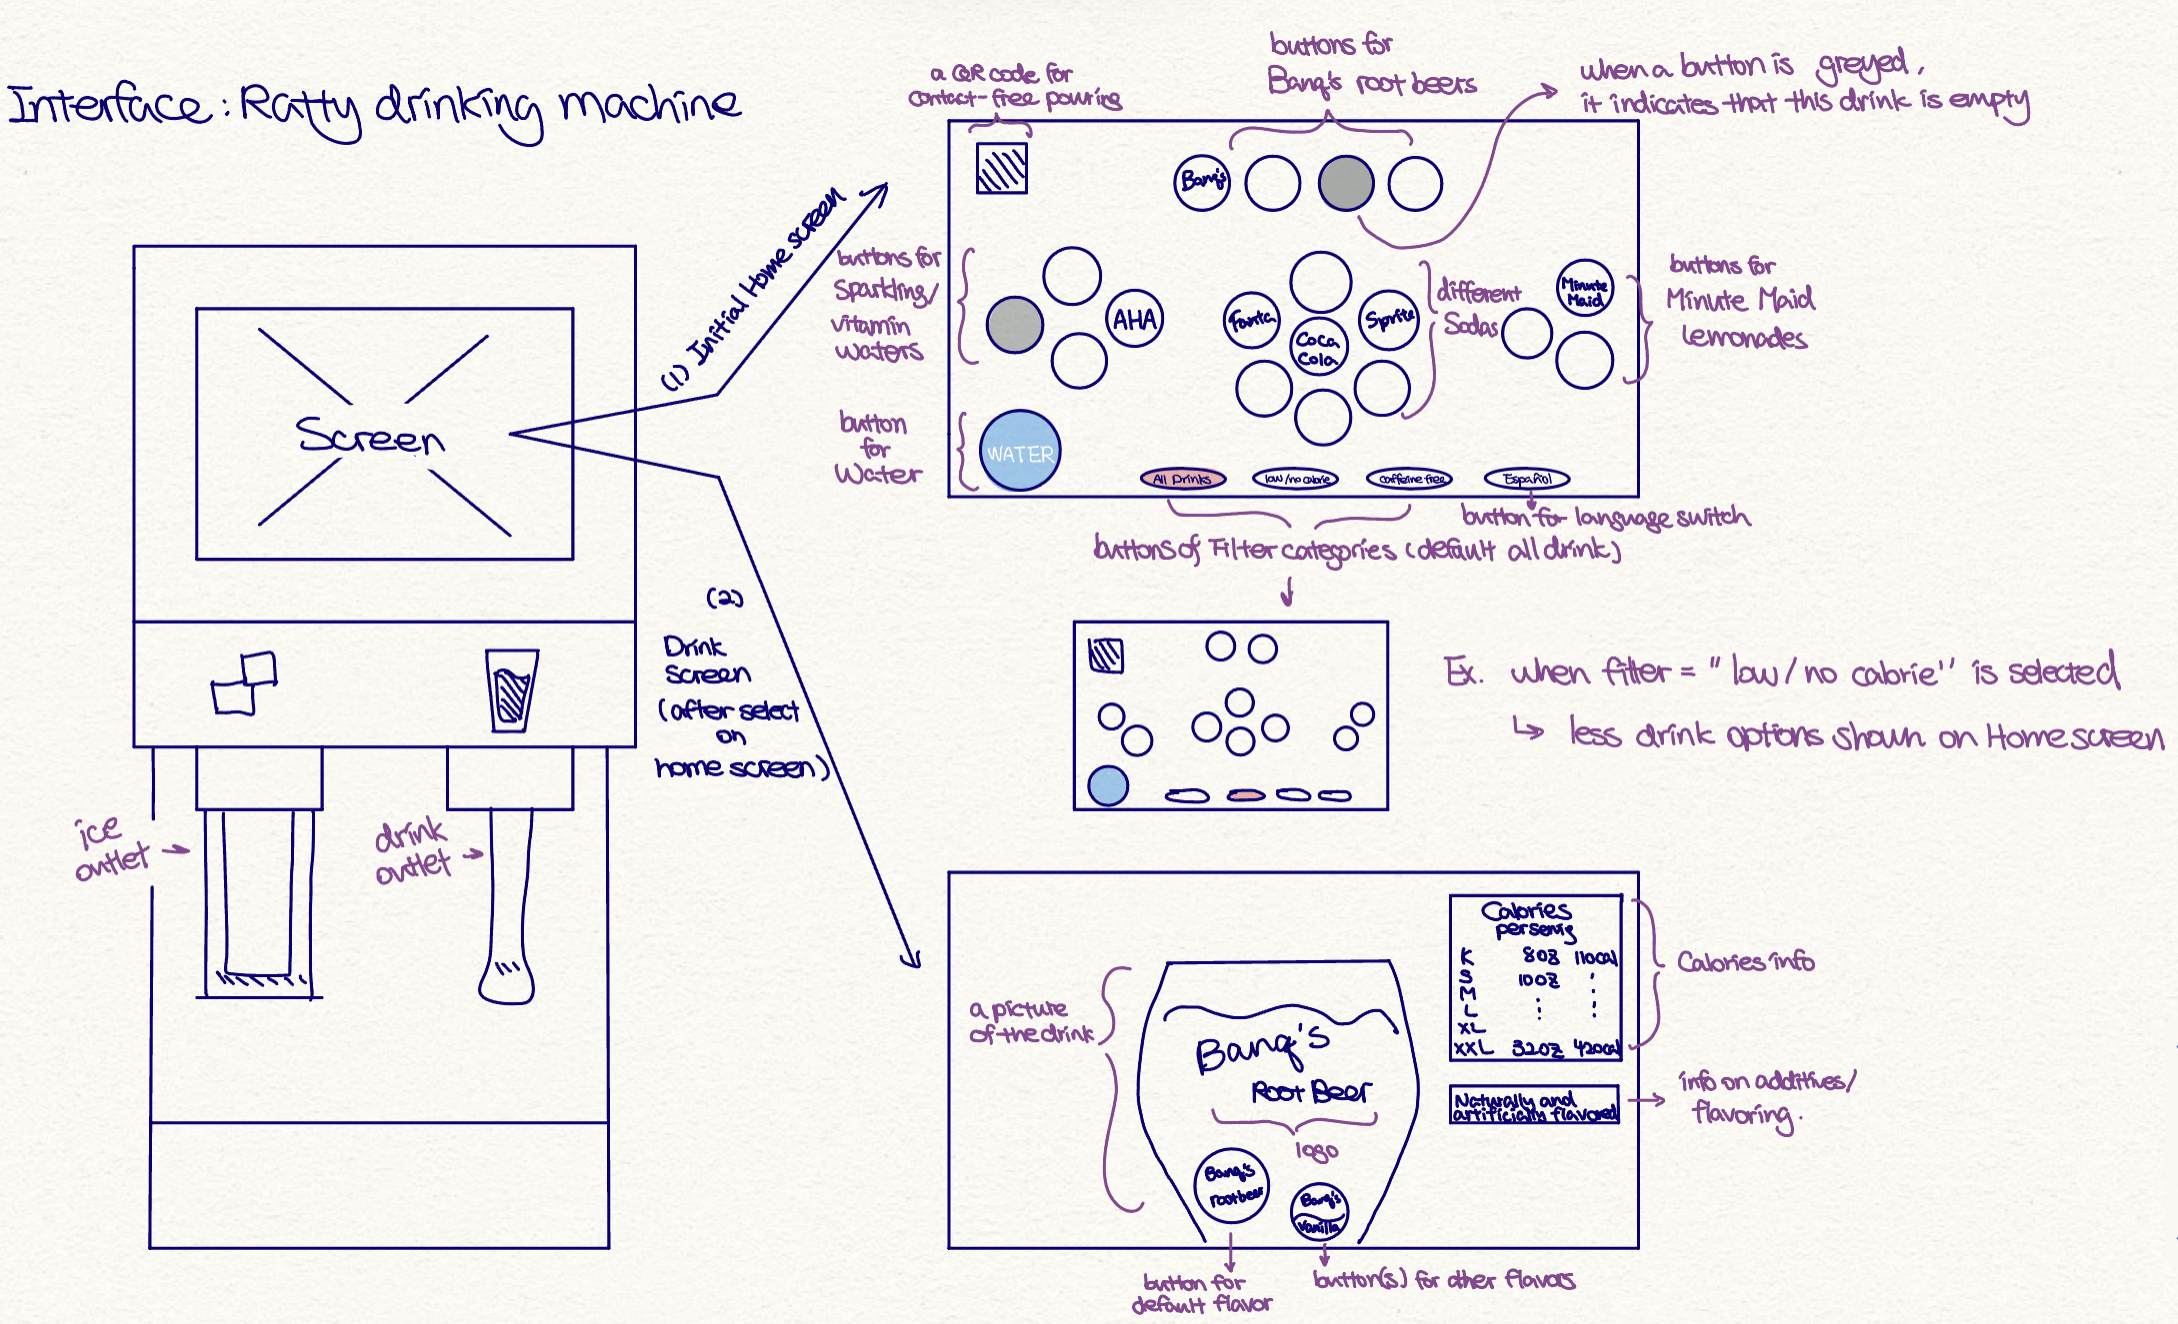 Interface: Ratty drinking machine
a QR code for
contact-free pouring
buttons for
Barq's root beers
when a button is greyed,
it indicates that this drink is empty
Barq's
(1) Initial Home screen
buttons for
sparkling/
vitamin
waters
AHA
Fanta
Coca
Cola
Sprite
different
Sodas
Minute
Maid
buttons for
Minute Maid
lemonades
button
for
Water
WATER
All Drinks
low/no calorie
caffeine free
Español
button for language switch
buttons of Filter categories (default all drink)
Screen
(2)
Drink
screen
(after select
on
home screen)
Ex. when filter = "low/no calorie" is selected
↳ less drink options shown on Home screen
ice
outlet
drink
outlet
Calories
per serving
K 8oz 110cal
S 10oz
M
L
XL
XXL 32oz 420cal
Calories info
Naturally and
artificially flavored
info on additives/
flavoring.
a picture
of the drink
Barq's
Root Beer
logo
Barq's
rootbeer
Barq's
Vanilla
button for
default flavor
button(s) for other flavors